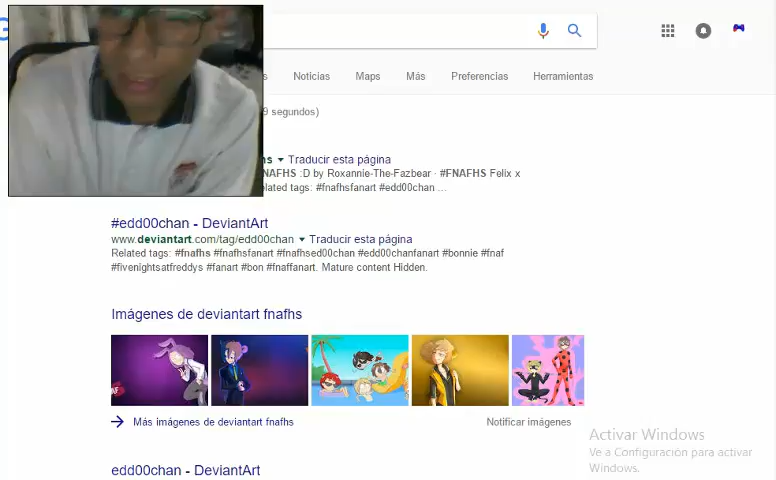 G
s Noticias Maps Más Preferencias Herramientas
9 segundos)
hs Traducir esta página
NAFHS :D by Roxannie-The-Fazbear · #FNAFHS Felix x
elated tags: #fnafhsfanart #edd00chan ...
#edd00chan - DeviantArt
www.deviantart.com/tag/edd00chan Traducir esta página
Related tags: #fnafhs #fnafhsfanart #fnafhsed00chan #edd00chanfanart #bonnie #fnaf
#fivenightsatfreddys #fanart #bon #fnaffanart. Mature content Hidden.
Imágenes de deviantart fnafhs
Más imágenes de deviantart fnafhs Notificar imágenes
Activar Windows
Ve a Configuración para activar
Windows.
edd00chan - DeviantArt